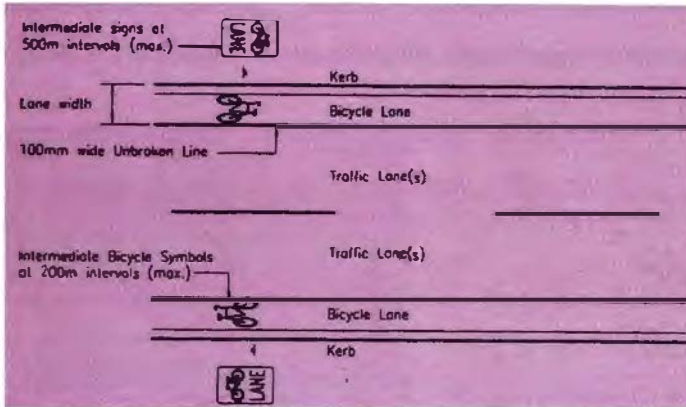 Intermediate signs at
500m intervals (max.)
LANE
Kerb
Lane width
Bicycle Lane
100mm wide Unbroken Line
Traffic Lane(s)
Intermediate Bicycle Symbols
at 200m intervals (max.)
Traffic Lane(s)
Bicycle Lane
Kerb
LANE